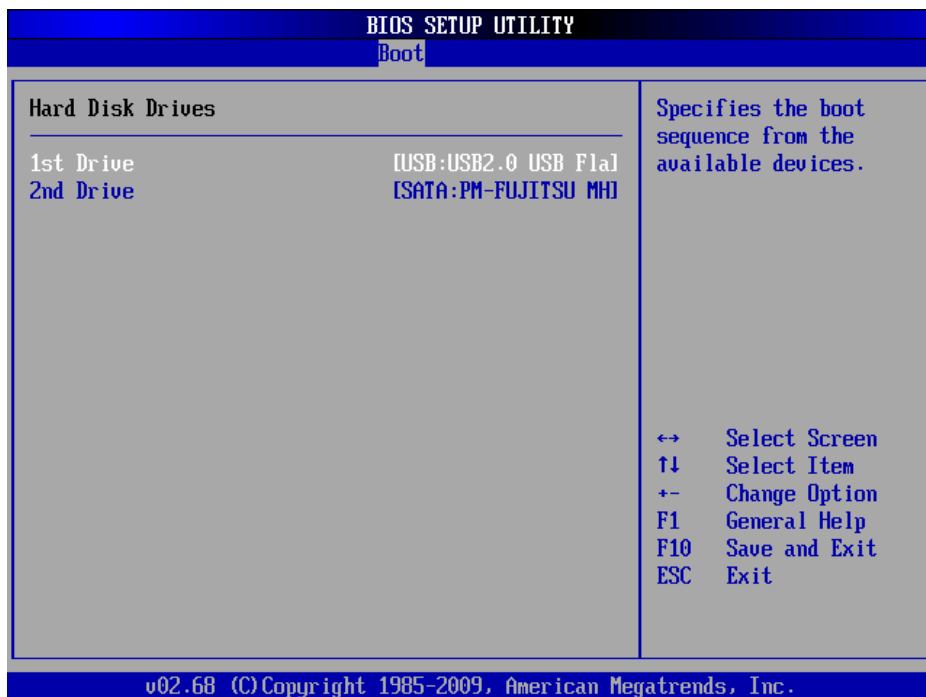 BIOS SETUP UTILITY
Boot
Hard Disk Drives
1st Drive [USB:USB2.0 USB Fla]
2nd Drive [SATA:PM-FUJITSU MH]
Specifies the boot
sequence from the
available devices.
←→ Select Screen
↑↓ Select Item
+- Change Option
F1 General Help
F10 Save and Exit
ESC Exit
v02.68 (C)Copyright 1985-2009, American Megatrends, Inc.